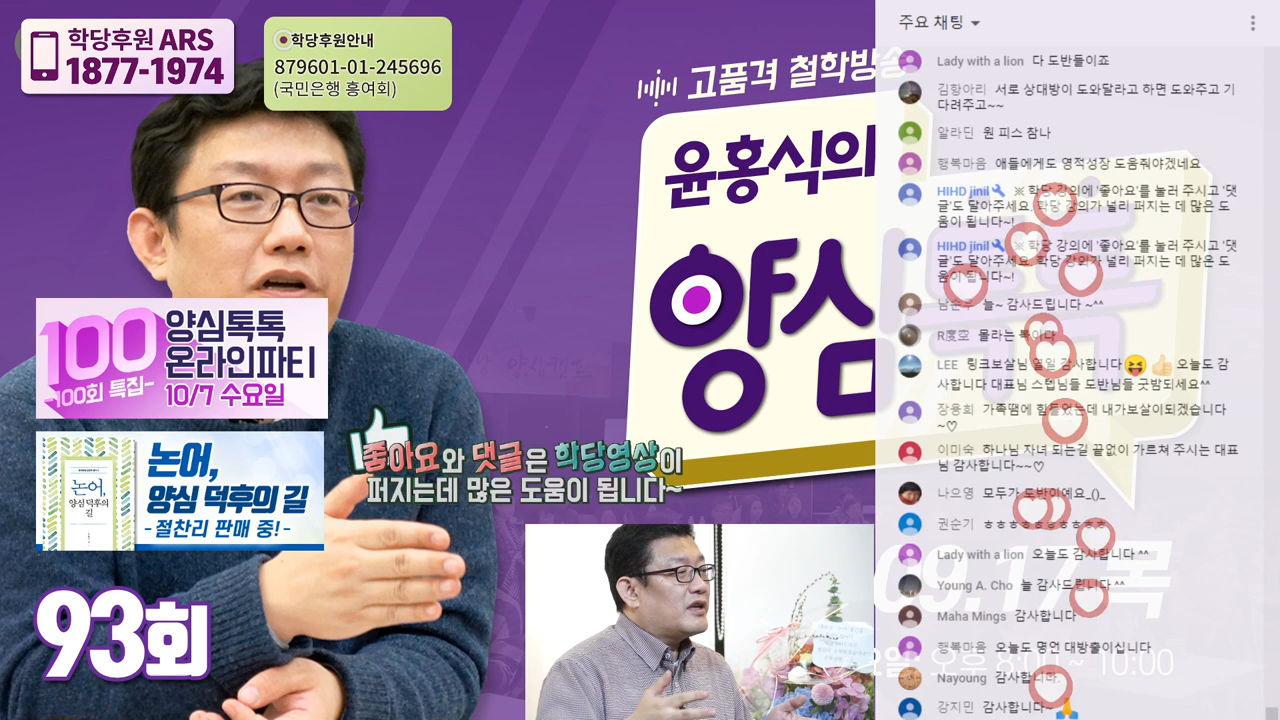 학당후원 ARS
1877-1974
학당후원안내
879601-01-245696
(국민은행 홍여회)
고품격 철학방송
윤홍식의
양심
100
-100회 특집-
양심톡톡
온라인파티
10/7 수요일
논어,
양심 덕후의 길
-절찬리 판매 중!-
논어,
양심 덕후의
길
좋아요와 댓글은 학당영상이
퍼지는데 많은 도움이 됩니다~
93회
09.17 목
오후 8:00 ~ 10:00
주요 채팅
Lady with a lion 다 도반들이죠
김항아리 서로 상대방이 도와달라고 하면 도와주고 기
다려주고~~
알라딘 원 피스 참나
행복마음 애들에게도 영적성장 도움줘야겠네요
HIHD jinil ※ 학당 강의에 '좋아요'를 눌러 주시고 '댓
글'도 달아주세요. 학당 강의가 널리 퍼지는 데 많은 도
움이 됩니다~!
HIHD jinil ※ 학당 강의에 '좋아요'를 눌러 주시고 '댓
글'도 달아주세요. 학당 강의가 널리 퍼지는 데 많은 도
움이 됩니다~!
남순우 늘~ 감사드립니다 ~^^
R度空 몰라는 복이다
LEE 링크보살님 열일 감사합니다 😝 👍 오늘도 감
사합니다 대표님 스텝님들 도반님들 굿밤되세요^^
장용희 가족땜에 힘들었는데 내가보살이되겠습니다
~♡
이미숙 하나님 자녀 되는길 끝없이 가르쳐 주시는 대표
님 감사합니다~~♡
나으영 모두가 도반이예요_()_
권순기 ㅎㅎㅎㅎㅎㅎㅎㅎㅎㅎ
Lady with a lion 오늘도 감사합니다 ^^
Young A. Cho 늘 감사드립니다 ^^
Maha Mings 감사합니다
행복마음 오늘도 명언 대방출이십니다
Nayoung 감사합니다.
강지민 감사합니다~ 🙏